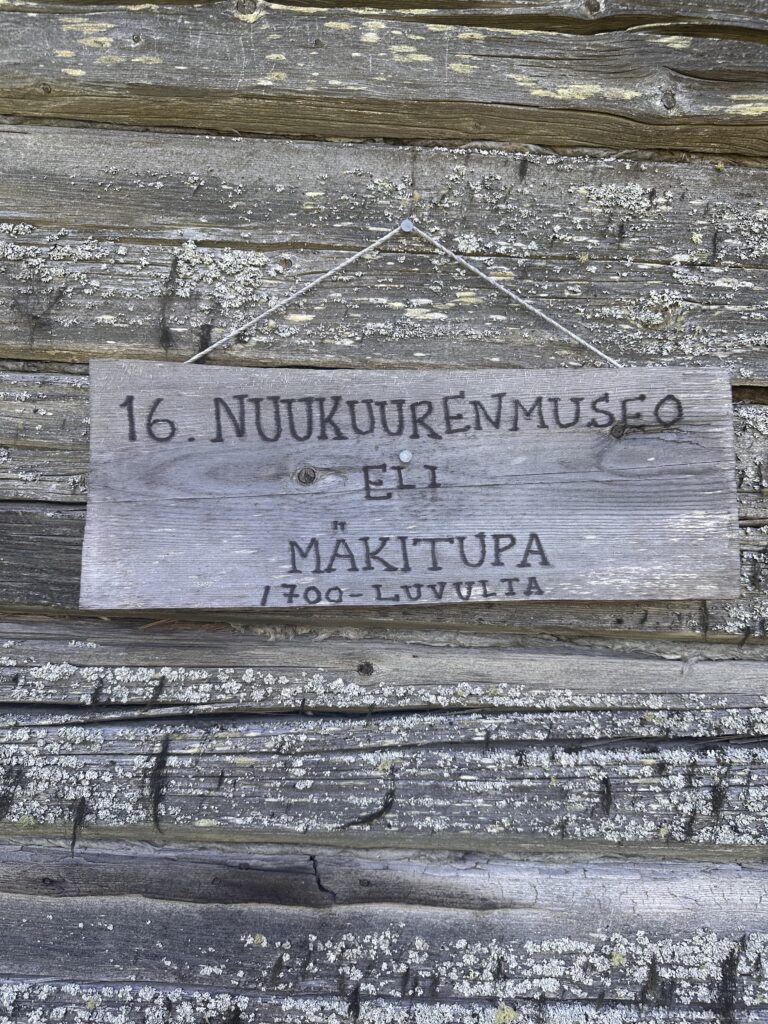 16. NUUKUURENMUSEO
ELI
MÄKITUPA
1700-LUVULTA